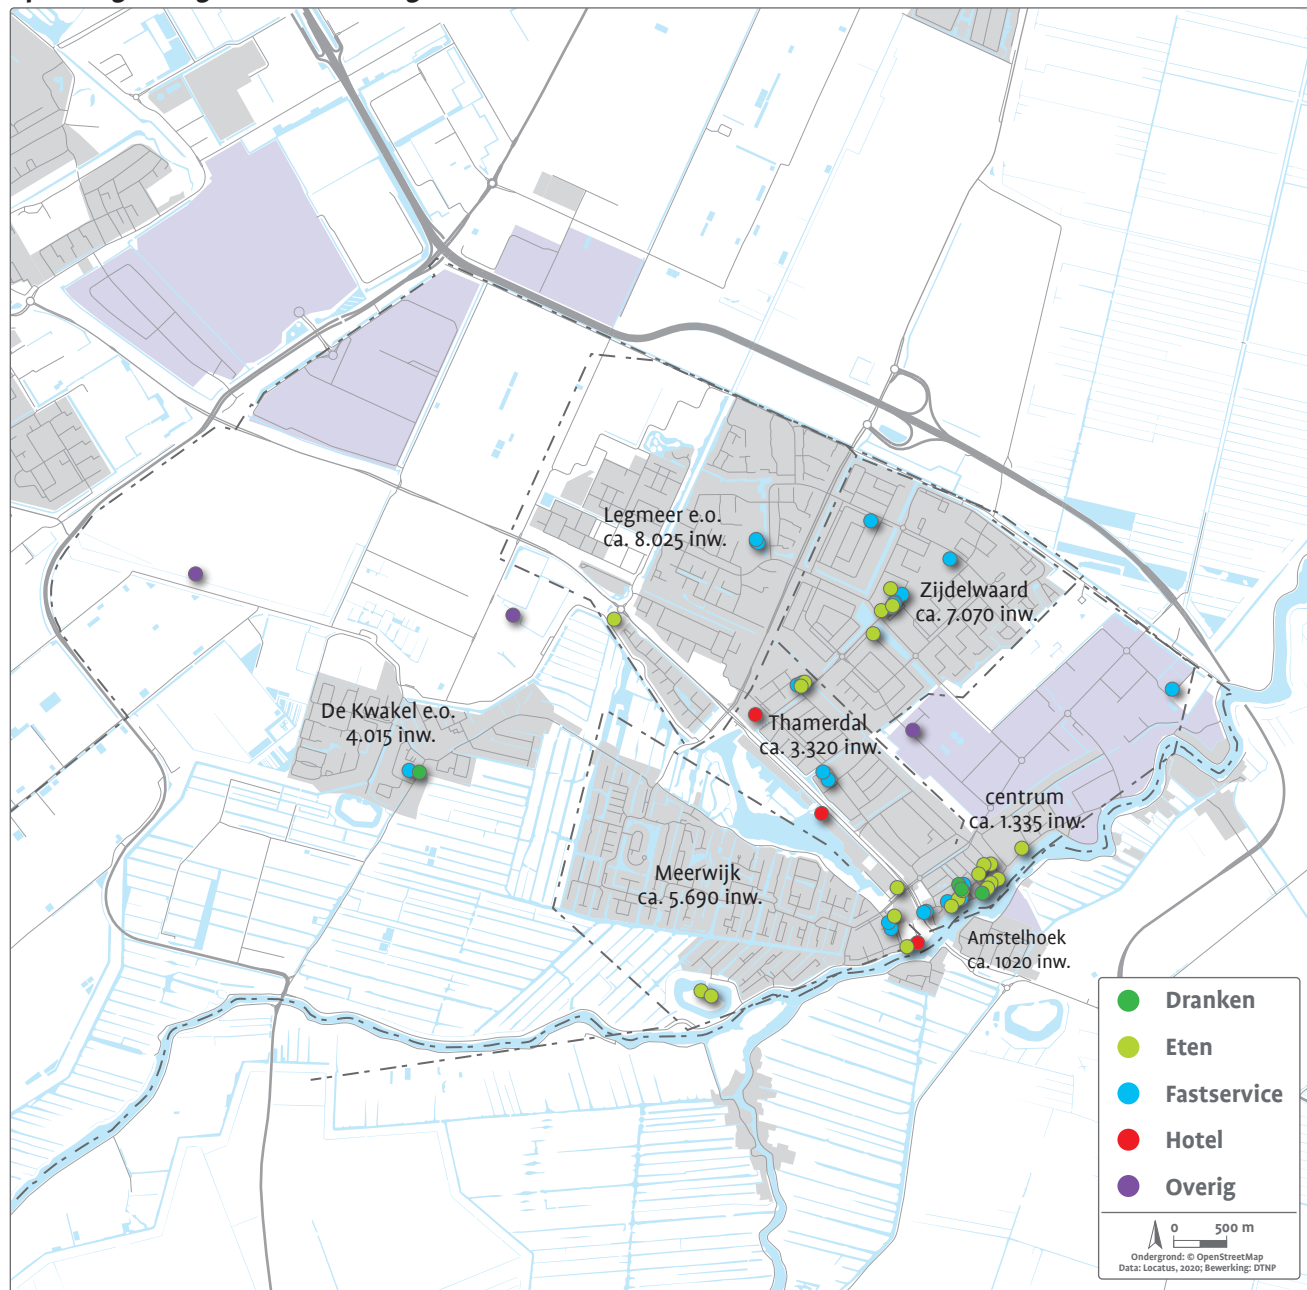 Legmeer e.o.
ca. 8.025 inw.
Zijdelwaard
ca. 7.070 inw.
De Kwakel e.o.
4.015 inw.
Thamerdal
ca. 3.320 inw.
centrum
ca. 1.335 inw.
Meerwijk
ca. 5.690 inw.
Amstelhoek
ca. 1020 inw.
Dranken
Eten
Fastservice
Hotel
Overig
0 500 m
Ondergrond: © OpenStreetMap
Data: Locatus, 2020; Bewerking: DTNP